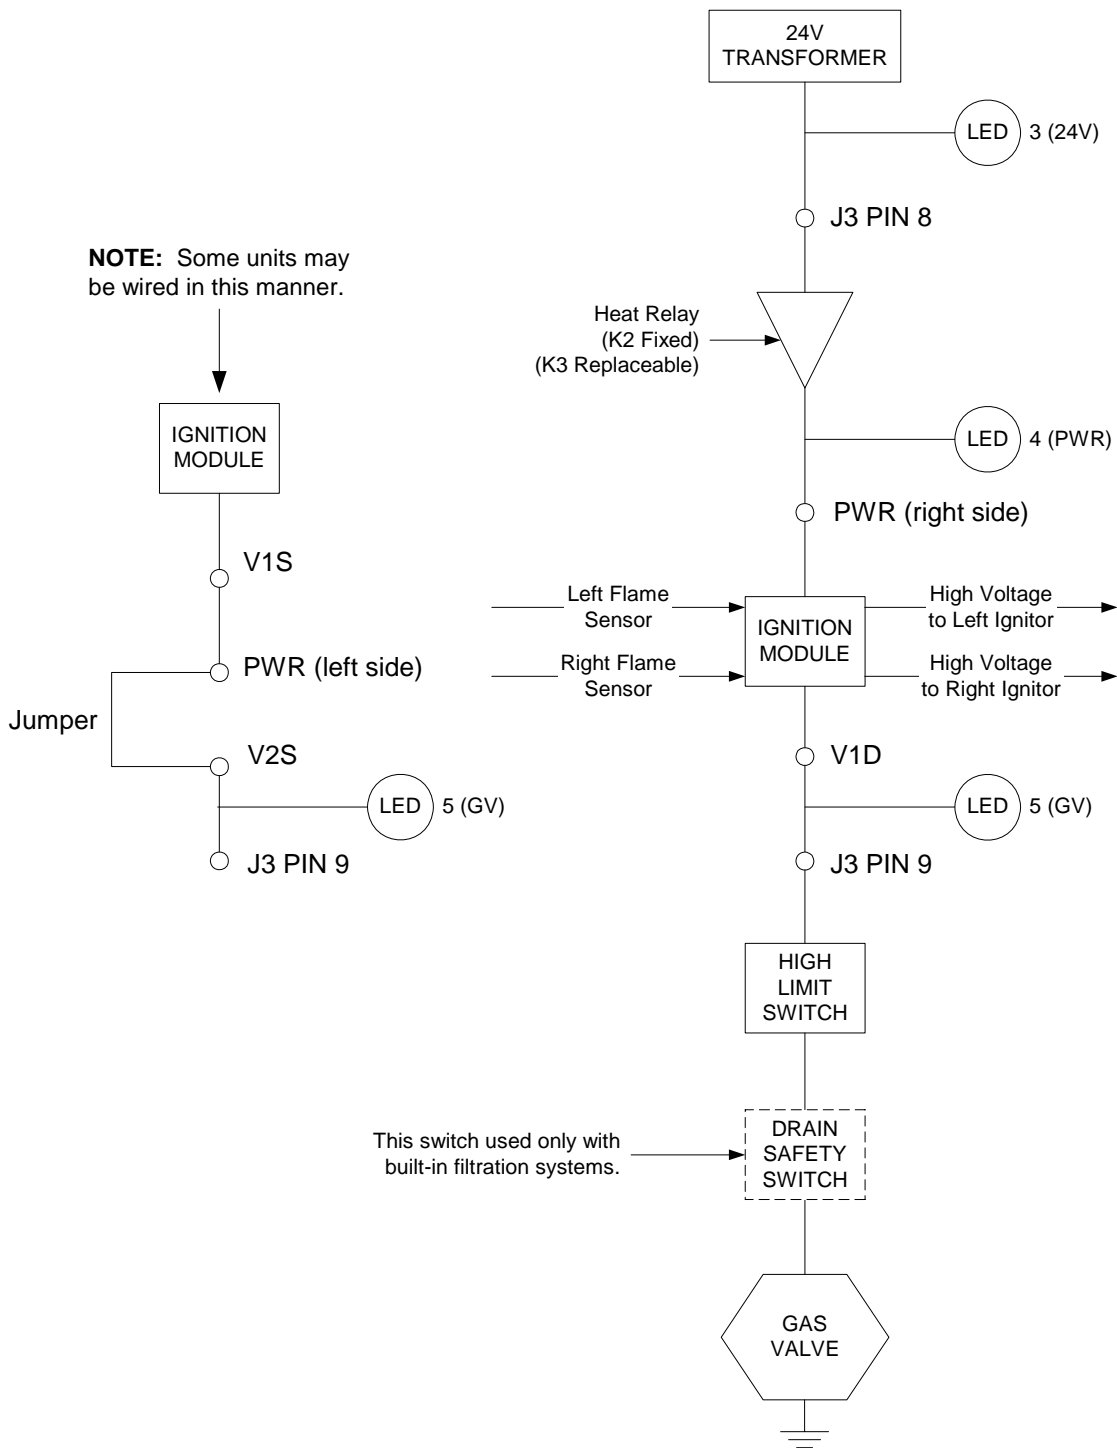 24V
TRANSFORMER
LED 3 (24V)
J3 PIN 8
NOTE: Some units may
be wired in this manner.
Heat Relay
(K2 Fixed)
(K3 Replaceable)
IGNITION
MODULE
LED 4 (PWR)
PWR (right side)
V1S
Left Flame
Sensor
High Voltage
to Left Ignitor
IGNITION
MODULE
Right Flame
Sensor
High Voltage
to Right Ignitor
PWR (left side)
Jumper
V2S
V1D
LED 5 (GV)
LED 5 (GV)
J3 PIN 9
J3 PIN 9
HIGH
LIMIT
SWITCH
This switch used only with
built-in filtration systems.
DRAIN
SAFETY
SWITCH
GAS
VALVE